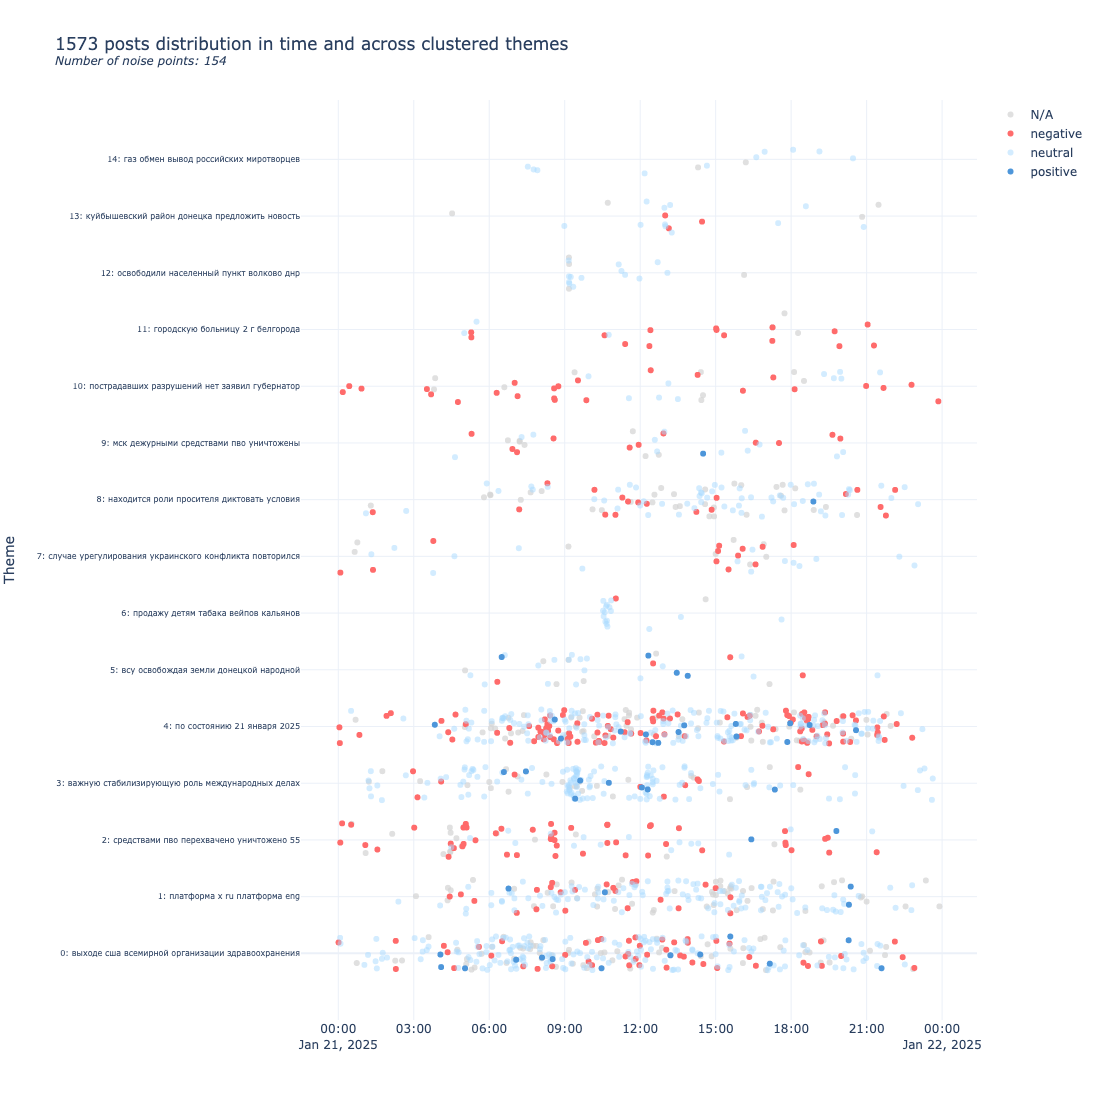 1573 posts distribution in time and across clustered themes
Number of noise points: 154
N/A
negative
neutral
positive
Theme
14: газ обмен вывод российских миротворцев
13: куйбышевский район донецка предложить новость
12: освободили населенный пункт волково днр
11: городскую больницу 2 г белгорода
10: пострадавших разрушений нет заявил губернатор
9: мск дежурными средствами пво уничтожены
8: находится роли просителя диктовать условия
7: случае урегулирования украинского конфликта повторился
6: продажу детям табака вейпов кальянов
5: всу освобождая земли донецкой народной
4: по состоянию 21 января 2025
3: важную стабилизирующую роль международных делах
2: средствами пво перехвачено уничтожено 55
1: платформа x ru платформа eng
0: выходе сша всемирной организации здравоохранения
00:00 03:00 06:00 09:00 12:00 15:00 18:00 21:00 00:00
Jan 21, 2025 Jan 22, 2025